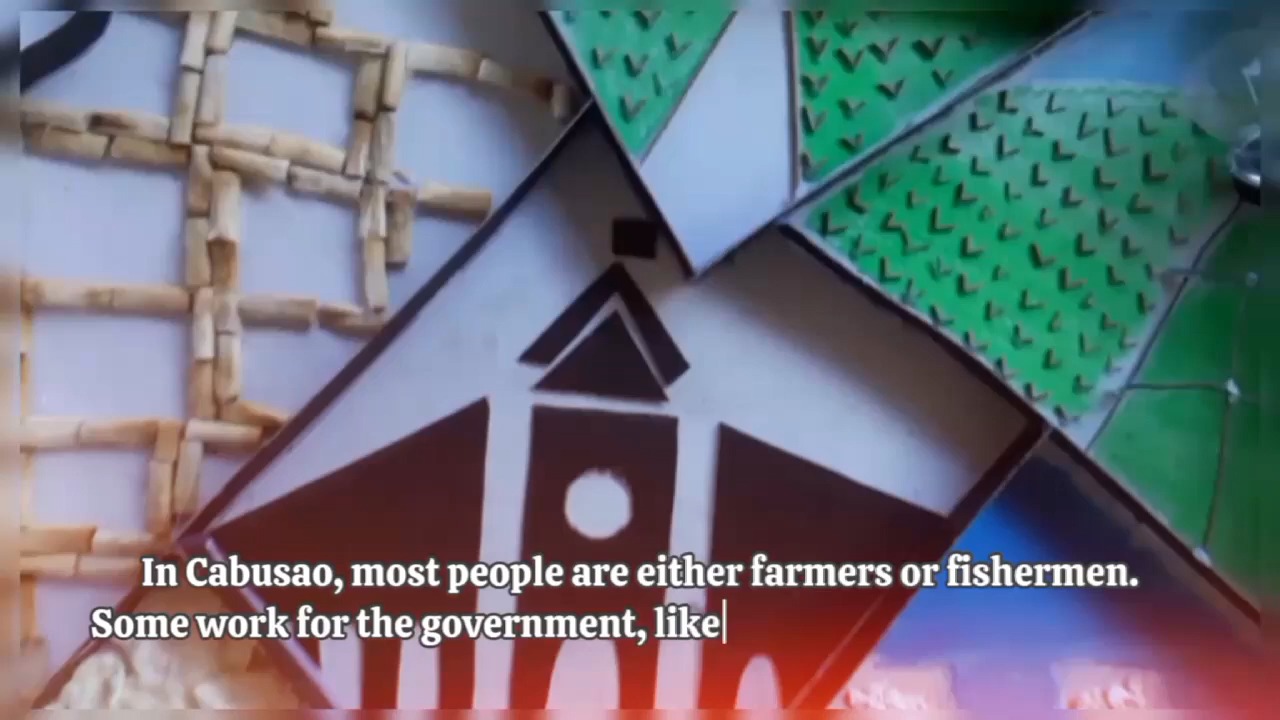 In Cabusao, most people are either farmers or fishermen.
Some work for the government, like